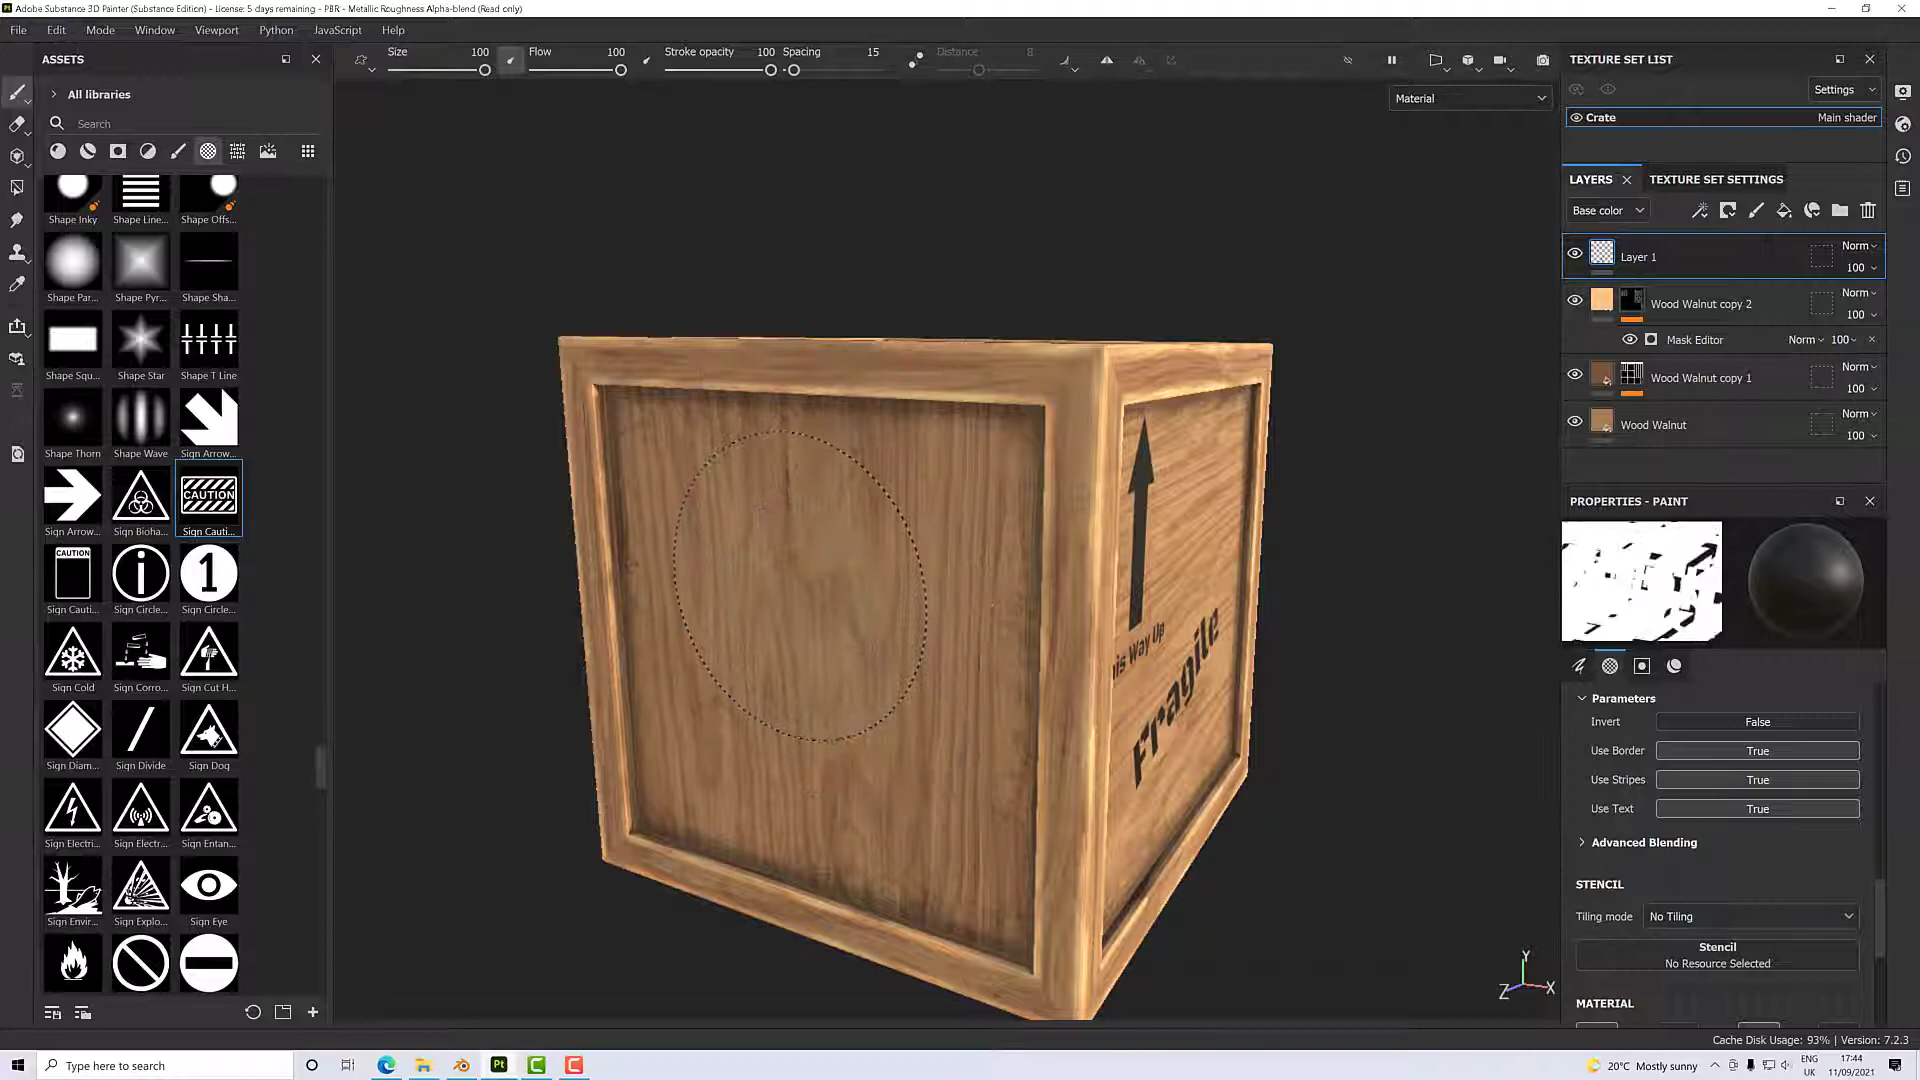 Adobe Substance 3D Painter (Substance Edition) - License: 5 days remaining - PBR - Metallic Roughness Alpha-blend (Read only)
File Edit Mode Window Viewport Python JavaScript Help
ASSETS
All libraries
Search
Shape Inky Shape Line... Shape Offs...
Shape Par... Shape Pyr... Shape Sha...
Shape Squ... Shape Star Shape T Line
Shape Thorn Shape Wave Sign Arrow...
CAUTION
Sign Arrow... Sign Bioha... Sign Cauti...
CAUTION
1
Sign Cauti... Sign Circle... Sign Circle...
Sign Cold Sign Corro... Sign Cut H...
Sign Diam... Sign Divide Sign Dog
Sign Electri... Sign Electr... Sign Entan...
Sign Envir... Sign Explo... Sign Eye
Size 100 Flow 100 Stroke opacity 100 Spacing 15 Distance 8
Material
is Way Up
Fragile
Y
Z X
TEXTURE SET LIST
Settings
Crate Main shader
LAYERS TEXTURE SET SETTINGS
Base color
Layer 1 Norm 100
Wood Walnut copy 2 Norm 100
Mask Editor Norm 100
Wood Walnut copy 1 Norm 100
Wood Walnut Norm 100
PROPERTIES - PAINT
Parameters
Invert False
Use Border True
Use Stripes True
Use Text True
Advanced Blending
STENCIL
Tiling mode No Tiling
Stencil
No Resource Selected
MATERIAL
Cache Disk Usage: 93% | Version: 7.2.3
Type here to search
Pt
20°C Mostly sunny
ENG
UK
17:44
11/09/2021